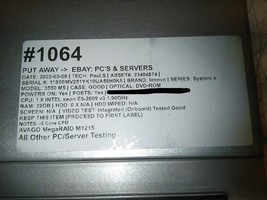 #1064
PUT AWAY -> EBAY: PC'S & SERVERS
DATE: 2023-03-08 | TECH: Paul.S | ASSET#: 23484874 |
SERIAL #: | BRAND: lenovo | SERIES: System x
MODEL: 3550 M5 | CASE: GOOD | OPTICAL: DVD-ROM
POWERS ON: Yes | POSTS: Yes |
CPU: 1 X INTEL xeon E5-2609 v3 1.90GHz
RAM: 32GB | HDD: 0 X N/A | HDD WIPED: N/A |
SCREEN: N/A | VIDEO TEST: Integrated (Onboard) Tested Good
KEEP THIS ITEM (PROCEED TO PRINT LABEL)
NOTES: -6 Core CPU
AVAGO MegaRAID M1215
All Other PC/Server Testing